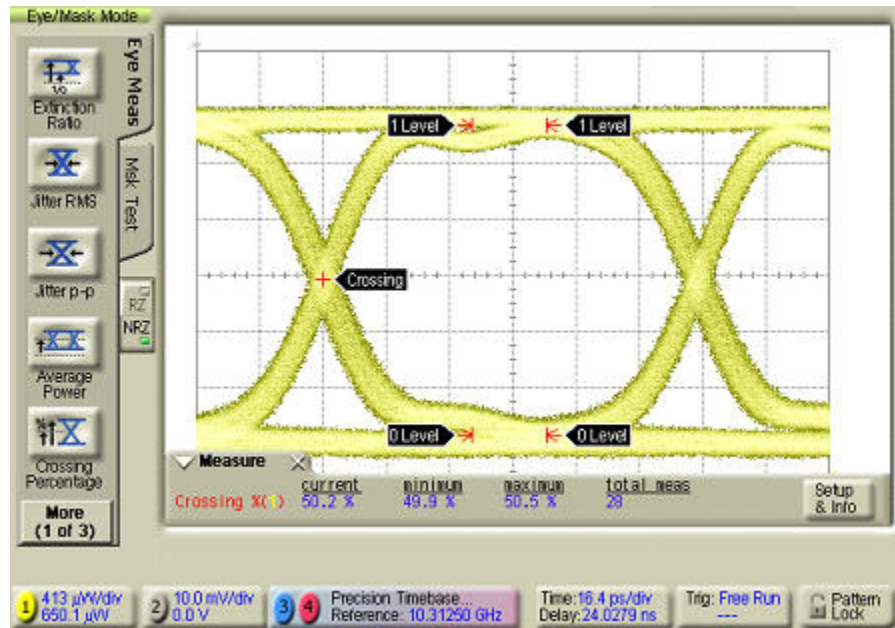 Eye/Mask Mode
Extinction
Ratio
Jitter RMS
Jitter p-p
Average
Power
Crossing
Percentage
More
(1 of 3)
Eye Meas
Msk Test
RZ
NRZ
1 Level
1 Level
Crossing
0 Level
0 Level
Measure
current minimum maximum total meas
Crossing %(1) 50.2 % 49.9 % 50.5 % 28
Setup
& Info
1 413 µW/div
650.1 µW
2 10.0 mV/div
0.0 V
3 4 Precision Timebase...
Reference: 10.31250 GHz
Time:16.4 ps/div
Delay:24.0279 ns
Trig: Free Run
---
Pattern
Lock